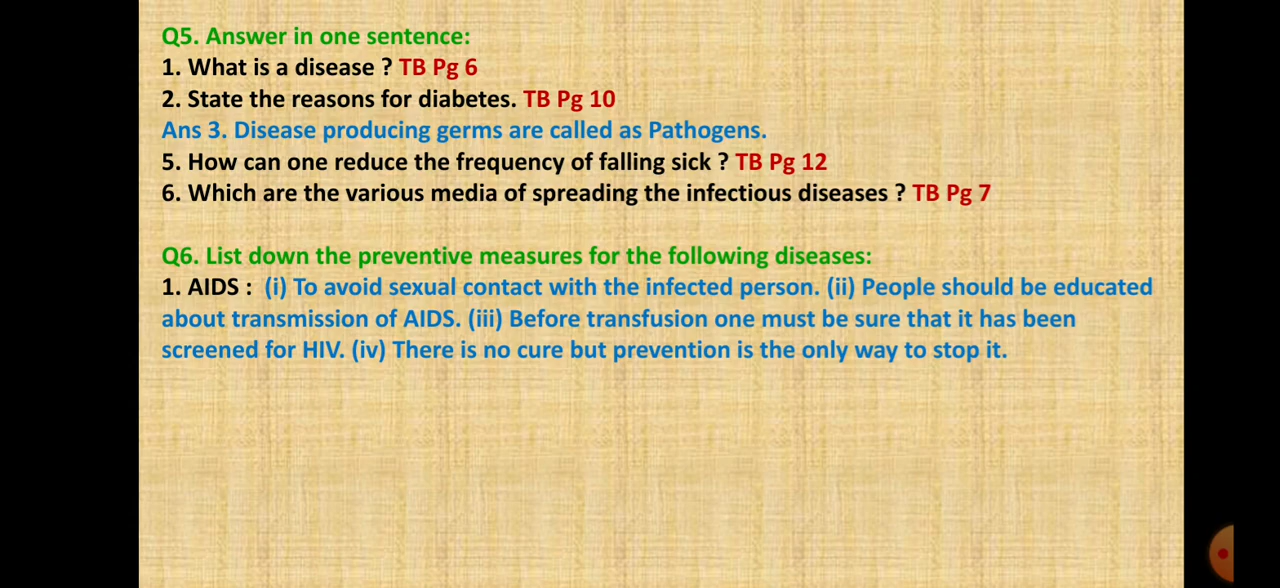 Q5. Answer in one sentence:
1. What is a disease ? TB Pg 6
2. State the reasons for diabetes. TB Pg 10
Ans 3. Disease producing germs are called as Pathogens.
5. How can one reduce the frequency of falling sick ? TB Pg 12
6. Which are the various media of spreading the infectious diseases ? TB Pg 7
Q6. List down the preventive measures for the following diseases:
1. AIDS : (i) To avoid sexual contact with the infected person. (ii) People should be educated
about transmission of AIDS. (iii) Before transfusion one must be sure that it has been
screened for HIV. (iv) There is no cure but prevention is the only way to stop it.